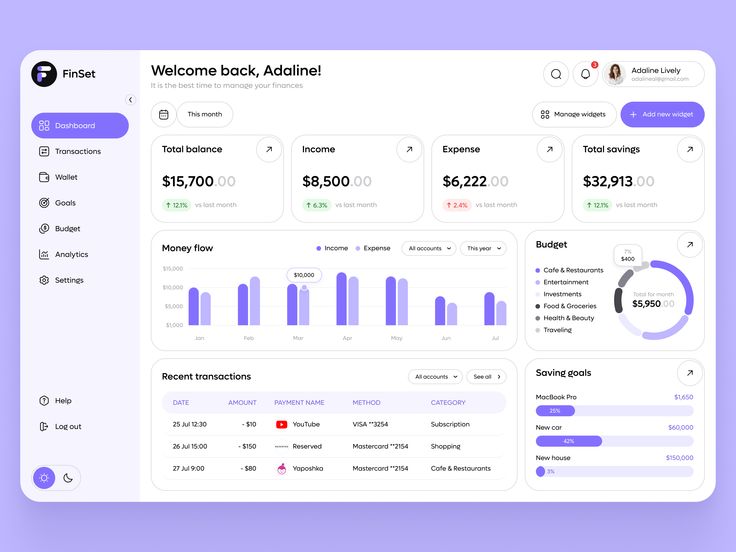 FinSet
Dashboard
Transactions
Wallet
Goals
Budget
Analytics
Settings
Help
Log out
Welcome back, Adaline!
It is the best time to manage your finances
3
Adaline Lively
adalineal@gmail.com
This month
Manage widgets
+ Add new widget
Total balance
$15,700.00
↑ 12.1% vs last month
Income
$8,500.00
↑ 6.3% vs last month
Expense
$6,222.00
↑ 2.4% vs last month
Total savings
$32,913.00
↑ 12.1% vs last month
Money flow
Income
Expense
All accounts
This year
$15,000
$10,000
$5,000
$1,000
$10,000
Jan Feb Mar Apr May Jun Jul
Budget
Cafe & Restaurants
Entertainment
Investments
Food & Groceries
Health & Beauty
Traveling
7%
$400
Total for month
$5,950.00
Recent transactions
All accounts
See all
DATE AMOUNT PAYMENT NAME METHOD CATEGORY
25 Jul 12:30 - $10 YouTube VISA **3254 Subscription
26 Jul 15:00 - $150 Reserved Mastercard **2154 Shopping
27 Jul 9:00 - $80 Yaposhka Mastercard **2154 Cafe & Restaurants
Saving goals
MacBook Pro $1,650
25%
New car $60,000
42%
New house $150,000
3%